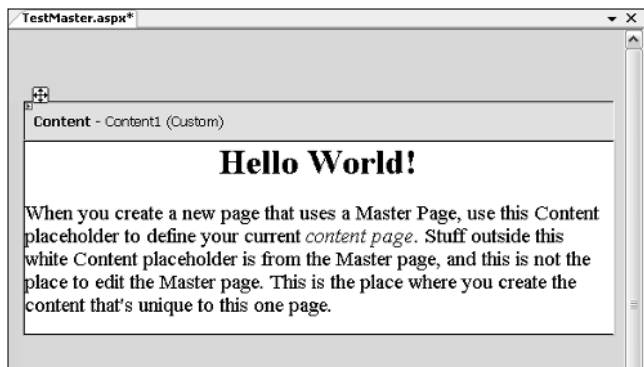 TestMaster.aspx*
Content - Content1 (Custom)
Hello World!
When you create a new page that uses a Master Page, use this Content
placeholder to define your current content page. Stuff outside this
white Content placeholder is from the Master page, and this is not the
place to edit the Master page. This is the place where you create the
content that's unique to this one page.